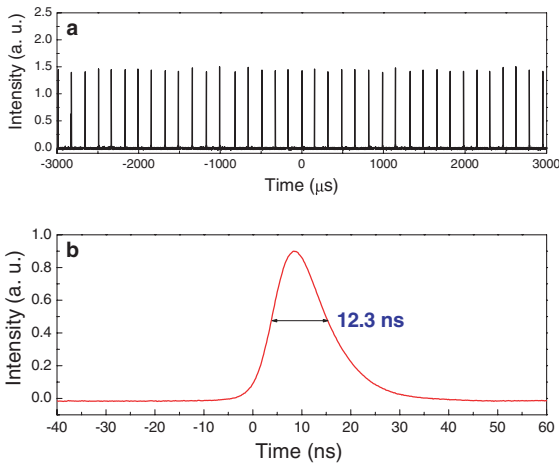 a
Intensity (a. u.)
2.5
2.0
1.5
1.0
0.5
0.0
-3000 -2000 -1000 0 1000 2000 3000
Time (μs)
b
Intensity (a. u.)
1.0
0.8
0.6
0.4
0.2
0.0
12.3 ns
-40 -30 -20 -10 0 10 20 30 40 50 60
Time (ns)